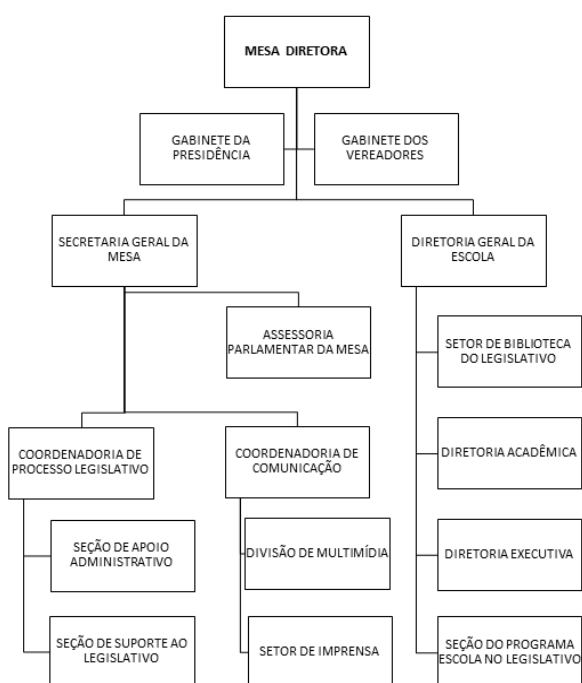 MESA DIRETORA
GABINETE DA
PRESIDÊNCIA
GABINETE DOS
VEREADORES
SECRETARIA GERAL DA
MESA
DIRETORIA GERAL DA
ESCOLA
ASSESSORIA
PARLAMENTAR DA MESA
SETOR DE BIBLIOTECA
DO LEGISLATIVO
COORDENADORIA DE
PROCESSO LEGISLATIVO
COORDENADORIA DE
COMUNICAÇÃO
DIRETORIA ACADÊMICA
SEÇÃO DE APOIO
ADMINISTRATIVO
DIVISÃO DE MULTIMÍDIA
DIRETORIA EXECUTIVA
SEÇÃO DE SUPORTE AO
LEGISLATIVO
SETOR DE IMPRENSA
SEÇÃO DO PROGRAMA
ESCOLA NO LEGISLATIVO